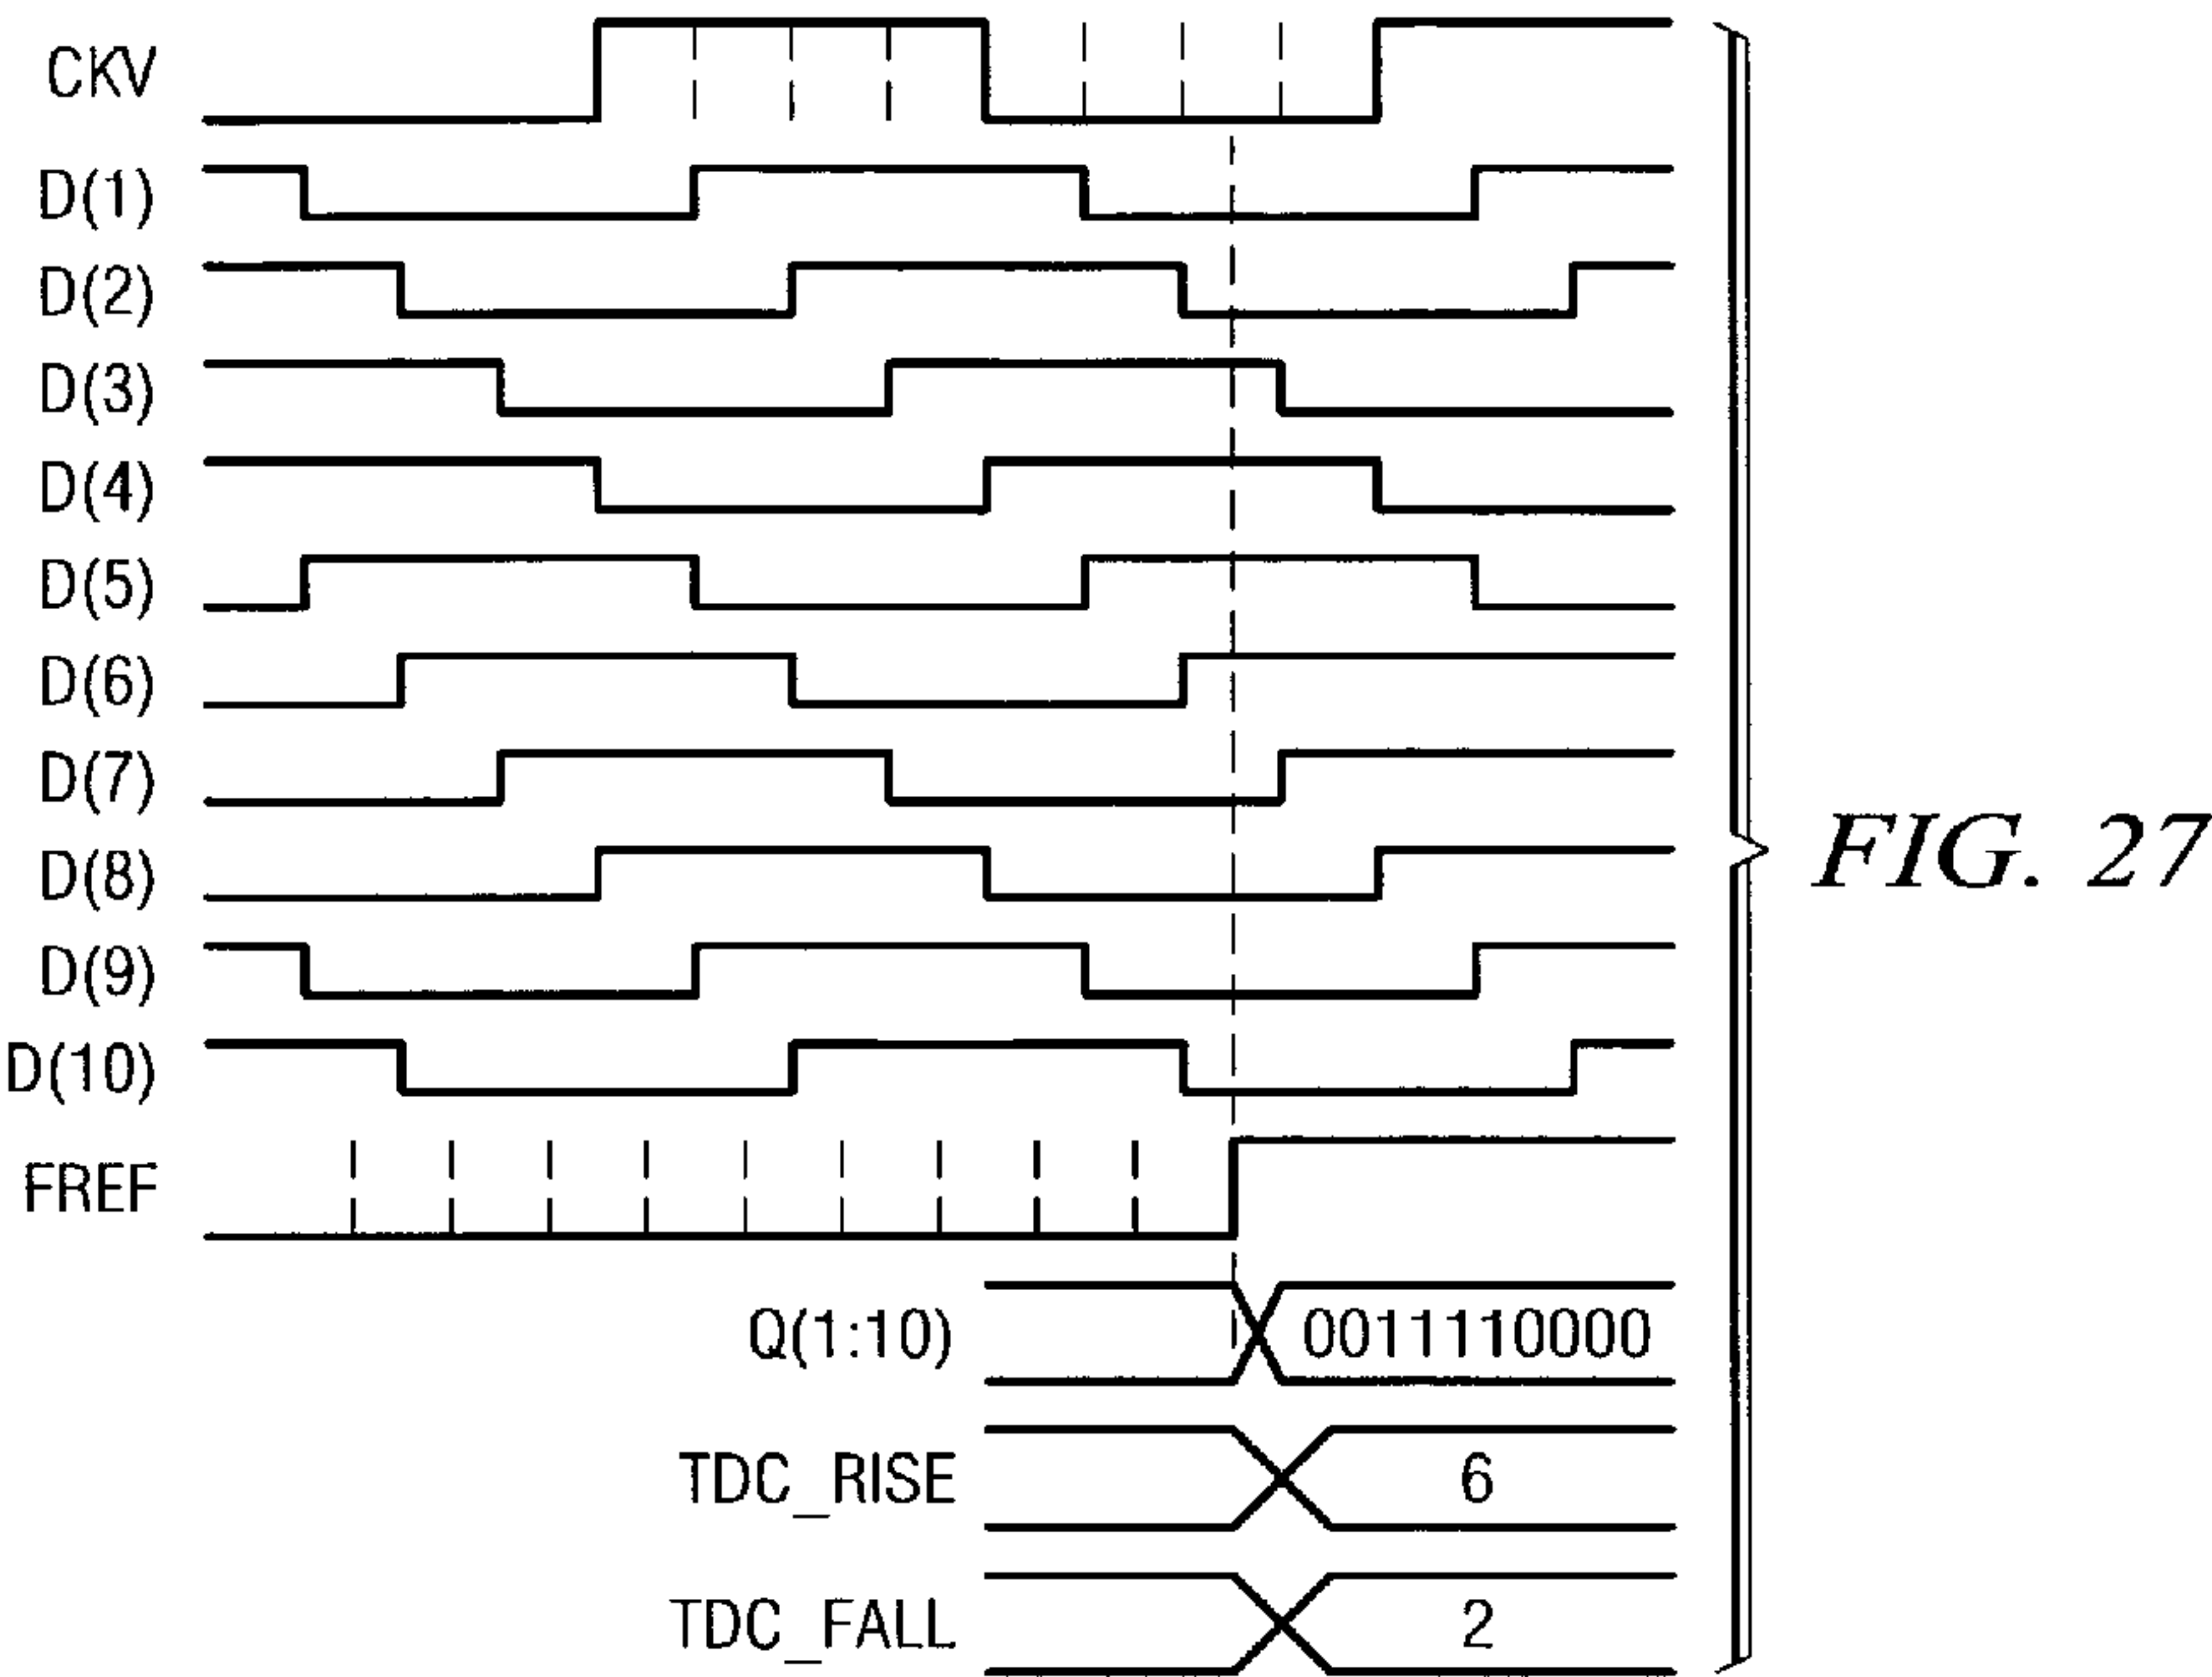 CKV
D(1)
D(2)
D(3)
D(4)
D(5)
D(6)
D(7)
D(8)
D(9)
D(10)
FREF
Q(1:10) 0011110000
TDC_RISE 6
TDC_FALL 2
FIG. 27